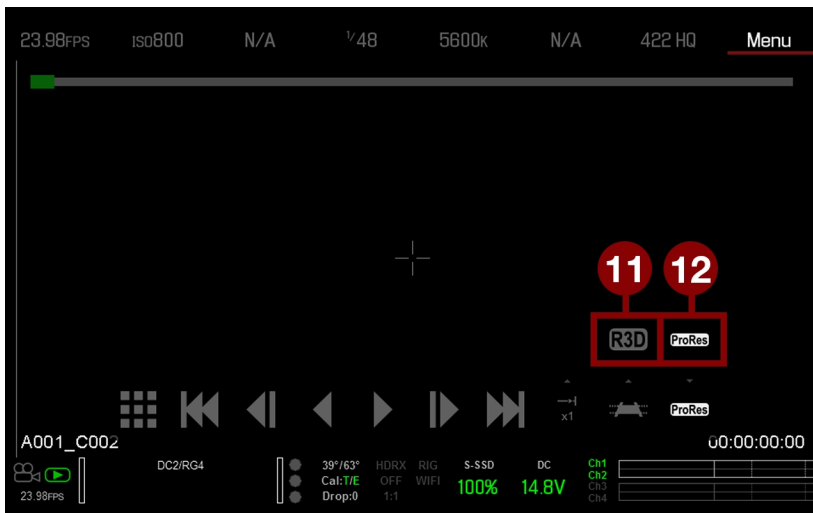 23.98FPS ISO800 N/A 1/48 5600K N/A 422 HQ Menu
11 12
R3D ProRes
x1 ProRes
A001_C002 00:00:00:00
DC2/RG4 39°/63° HDRX RIG S-SSD DC Ch1
Cal:T/E OFF WIFI 100% 14.8V Ch2
23.98FPS Drop:0 1:1 Ch3
Ch4